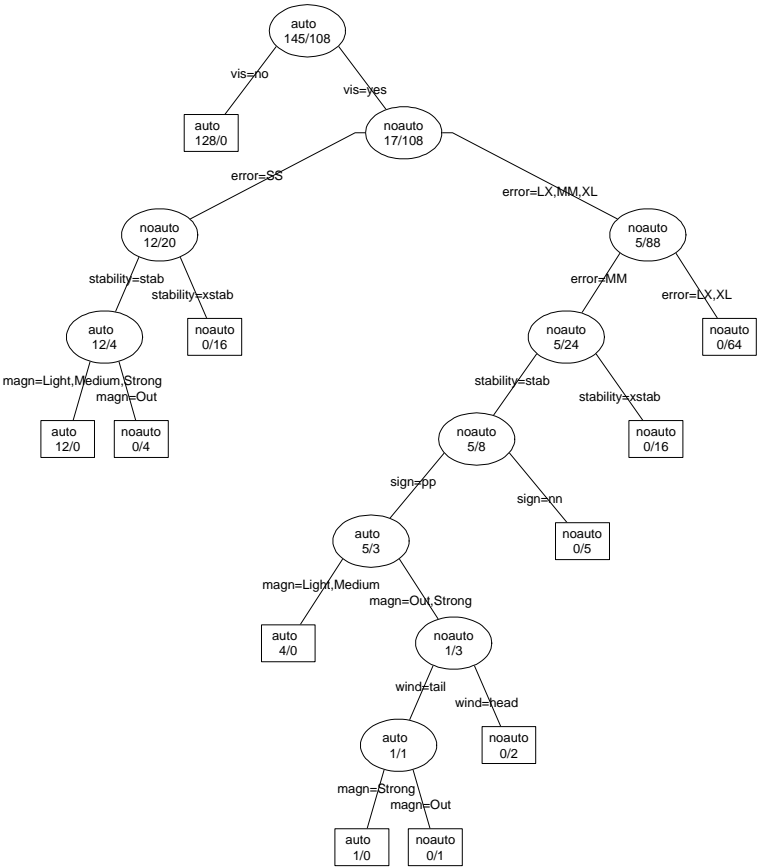 auto
145/108
vis=no
vis=yes
auto
128/0
noauto
17/108
error=SS
error=LX,MM,XL
noauto
12/20
noauto
5/88
stability=stab
stability=xstab
error=MM
error=LX,XL
auto
12/4
noauto
0/16
noauto
5/24
noauto
0/64
magn=Light,Medium,Strong
magn=Out
stability=stab
stability=xstab
auto
12/0
noauto
0/4
noauto
5/8
noauto
0/16
sign=pp
sign=nn
auto
5/3
noauto
0/5
magn=Light,Medium
magn=Out,Strong
auto
4/0
noauto
1/3
wind=tail
wind=head
auto
1/1
noauto
0/2
magn=Strong
magn=Out
auto
1/0
noauto
0/1